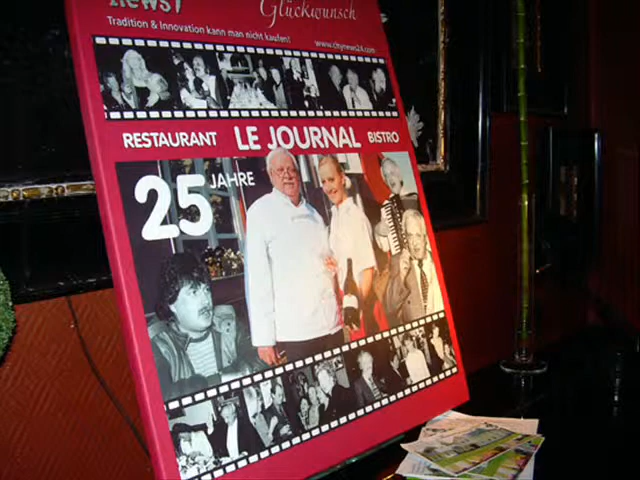 news!
Glückwunsch
Tradition & Innovation kann man nicht kaufen!
www.citynews24.com
RESTAURANT LE JOURNAL BISTRO
25 JAHRE